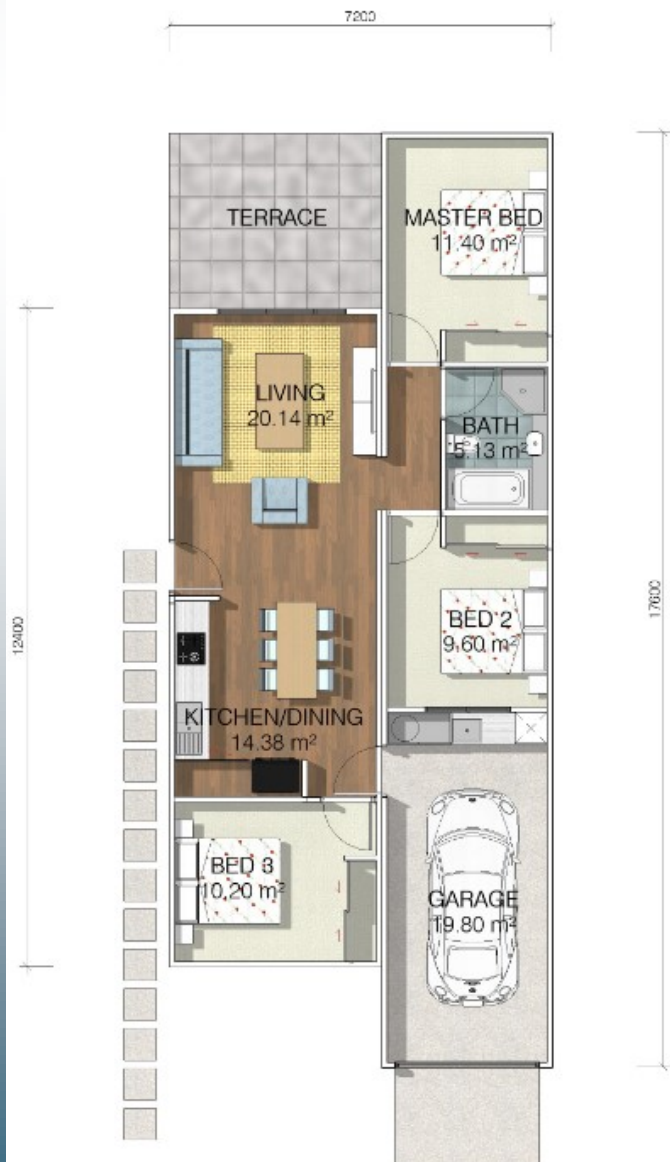 7200
TERRACE
MASTER BED
11.40 m²
LIVING
20.14 m²
BATH
5.13 m²
12400
17600
BED 2
9.60 m²
KITCHEN/DINING
14.38 m²
BED 3
10.20 m²
GARAGE
19.80 m²